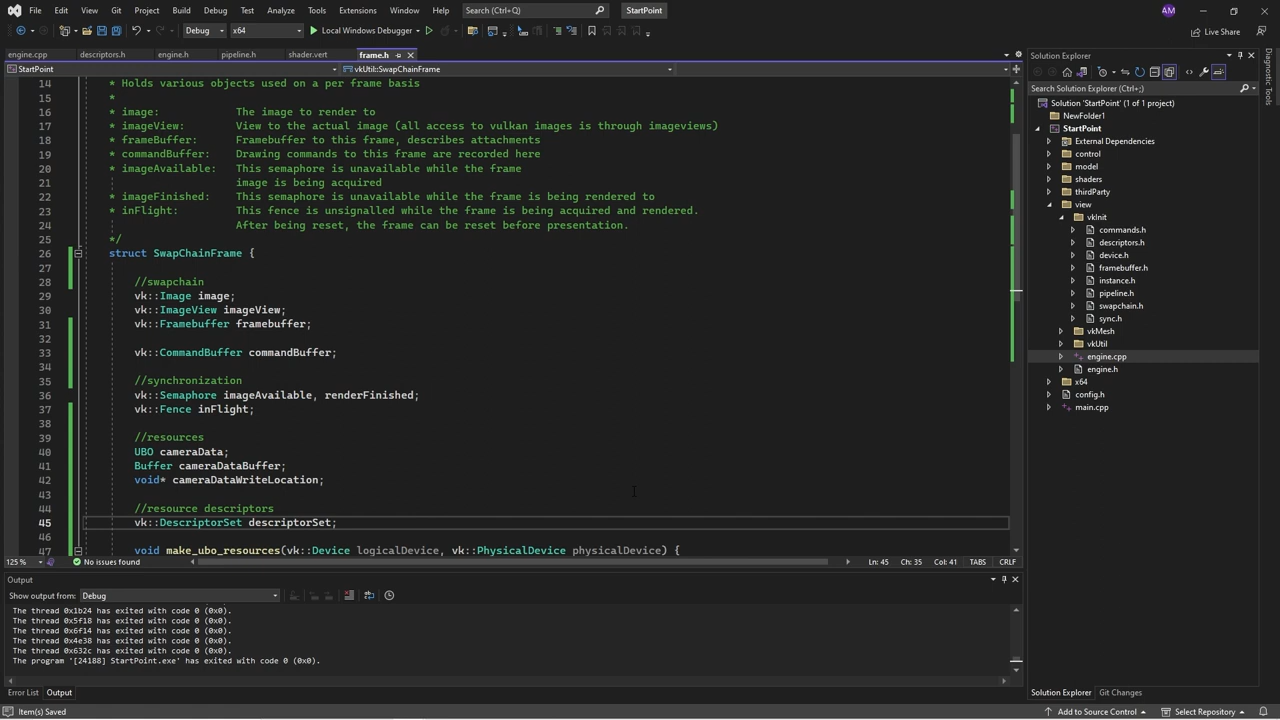 File Edit View Git Project Build Debug Test Analyze Tools Extensions Window Help Search (Ctrl+Q) StartPoint AM
Debug x64 Local Windows Debugger Live Share
engine.cpp descriptors.h engine.h pipeline.h shader.vert frame.h
StartPoint vkUtil::SwapChainFrame
14 * Holds various objects used on a per frame basis
15 *
16 * image: The image to render to
17 * imageView: View to the actual image (all access to vulkan images is through imageviews)
18 * frameBuffer: Framebuffer to this frame, describes attachments
19 * commandBuffer: Drawing commands to this frame are recorded here
20 * imageAvailable: This semaphore is unavailable while the frame
21 image is being acquired
22 * imageFinished: This semaphore is unavailable while the frame is being rendered to
23 * inFlight: This fence is unsignalled while the frame is being acquired and rendered.
24 After being reset, the frame can be reset before presentation.
25 */
26 struct SwapChainFrame {
27
28 //swapchain
29 vk::Image image;
30 vk::ImageView imageView;
31 vk::Framebuffer framebuffer;
32
33 vk::CommandBuffer commandBuffer;
34
35 //synchronization
36 vk::Semaphore imageAvailable, renderFinished;
37 vk::Fence inFlight;
38
39 //resources
40 UBO cameraData;
41 Buffer cameraDataBuffer;
42 void* cameraDataWriteLocation;
43
44 //resource descriptors
45 vk::DescriptorSet descriptorSet;
46
47 void make_ubo_resources(vk::Device logicalDevice, vk::PhysicalDevice physicalDevice) {
125 % No issues found Ln: 45 Ch: 35 Col: 41 TABS CRLF
Output
Show output from: Debug
The thread 0x1b24 has exited with code 0 (0x0).
The thread 0x5f18 has exited with code 0 (0x0).
The thread 0x6f14 has exited with code 0 (0x0).
The thread 0x4e38 has exited with code 0 (0x0).
The thread 0x632c has exited with code 0 (0x0).
The program '[24188] StartPoint.exe' has exited with code 0 (0x0).
Error List Output
Item(s) Saved
Solution Explorer
Search Solution Explorer (Ctrl+;)
Solution 'StartPoint' (1 of 1 project)
NewFolder1
StartPoint
External Dependencies
control
model
shaders
thirdParty
view
vkInit
commands.h
descriptors.h
device.h
framebuffer.h
instance.h
pipeline.h
swapchain.h
sync.h
vkMesh
vkUtil
engine.cpp
engine.h
x64
config.h
main.cpp
Solution Explorer Git Changes
Add to Source Control Select Repository
Diagnostic Tools